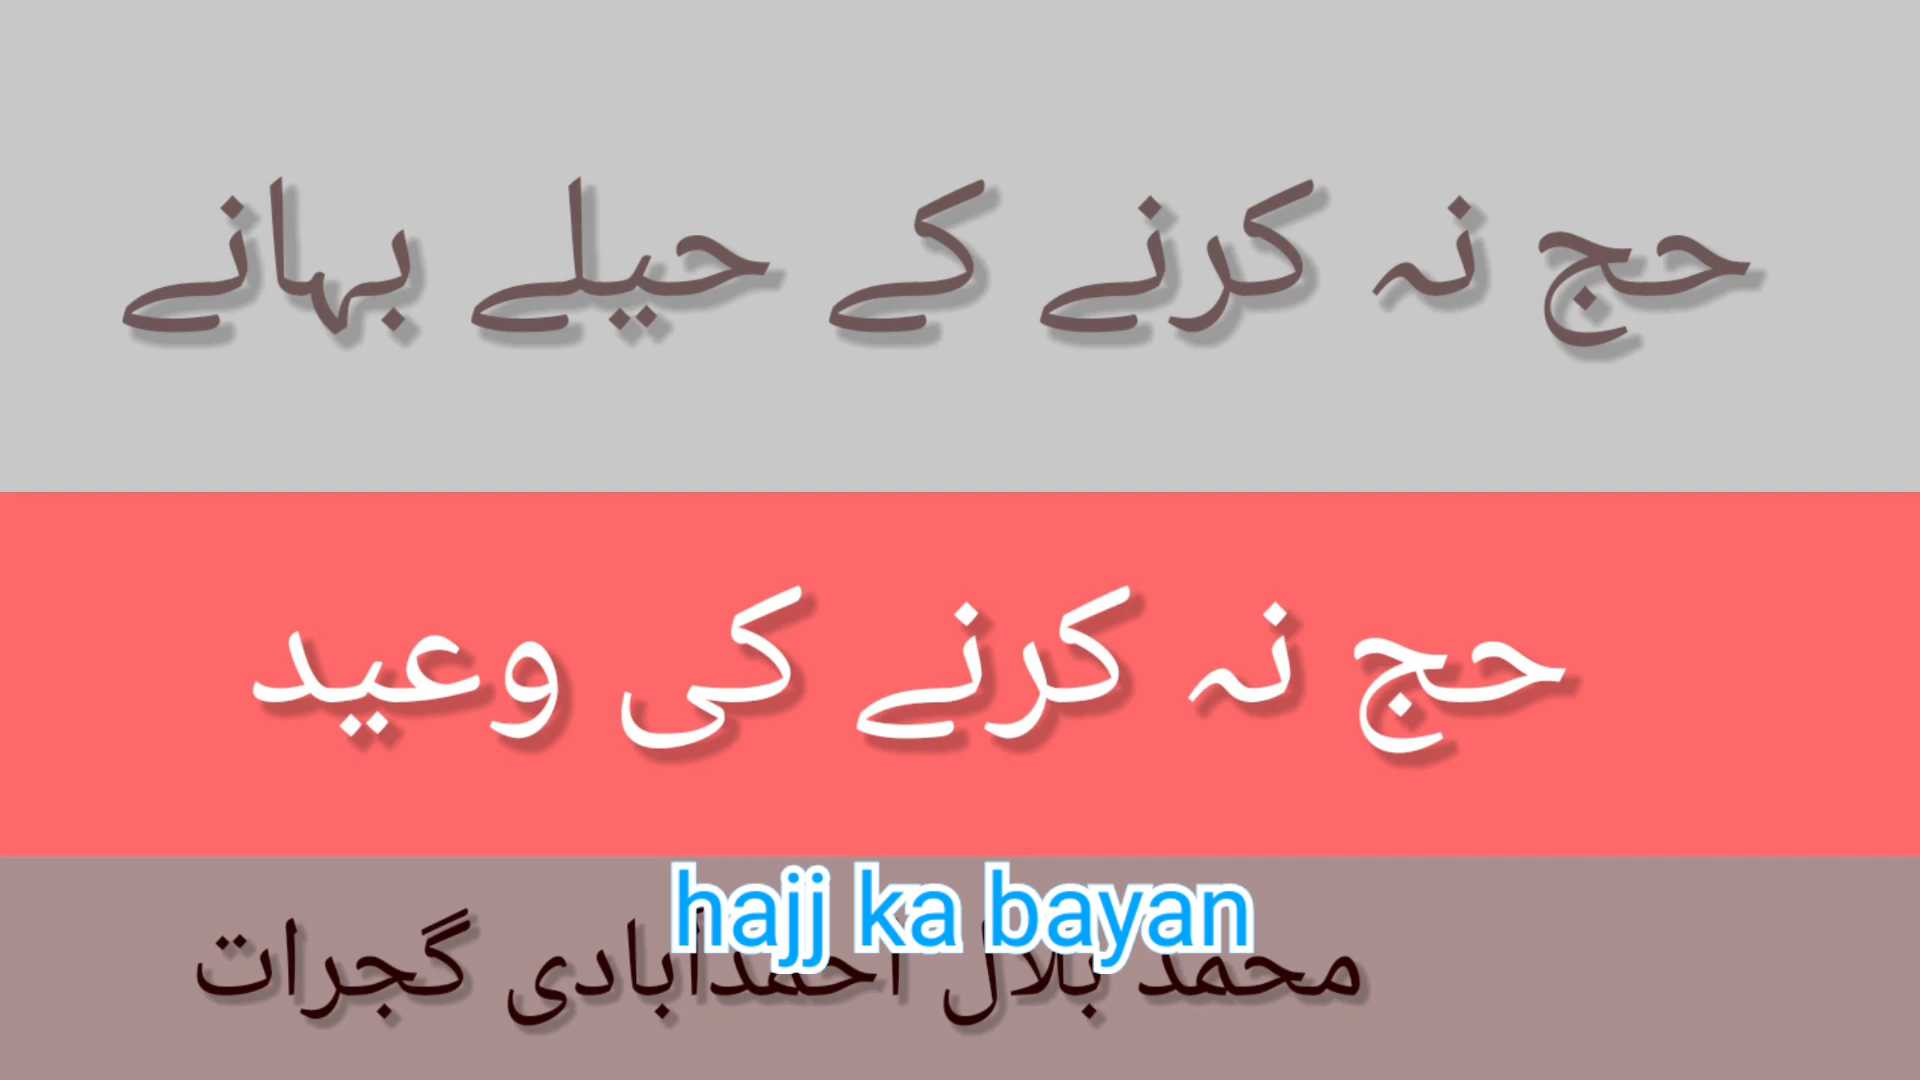 حج نہ کرنے کے حیلے بہانے
حج نہ کرنے کی وعید
hajj ka bayan
محمد بلال احمدآبادی گجرات